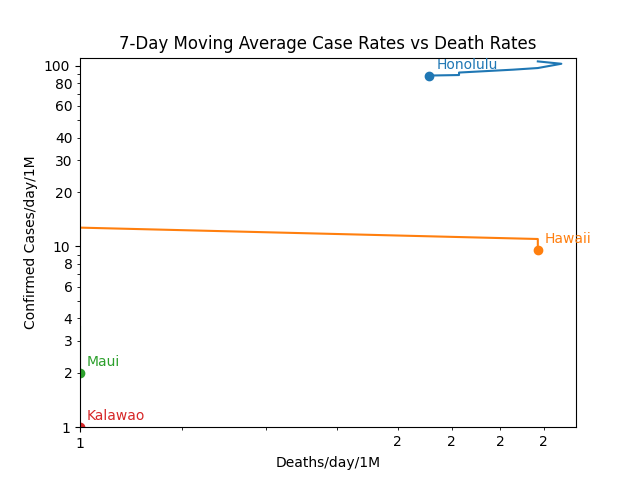 7-Day Moving Average Case Rates vs Death Rates
100
80
60
40
30
20
10
8
6
4
3
2
1
Confirmed Cases/day/1M
Honolulu
Hawaii
Maui
Kalawao
1 2 2 2 2
Deaths/day/1M